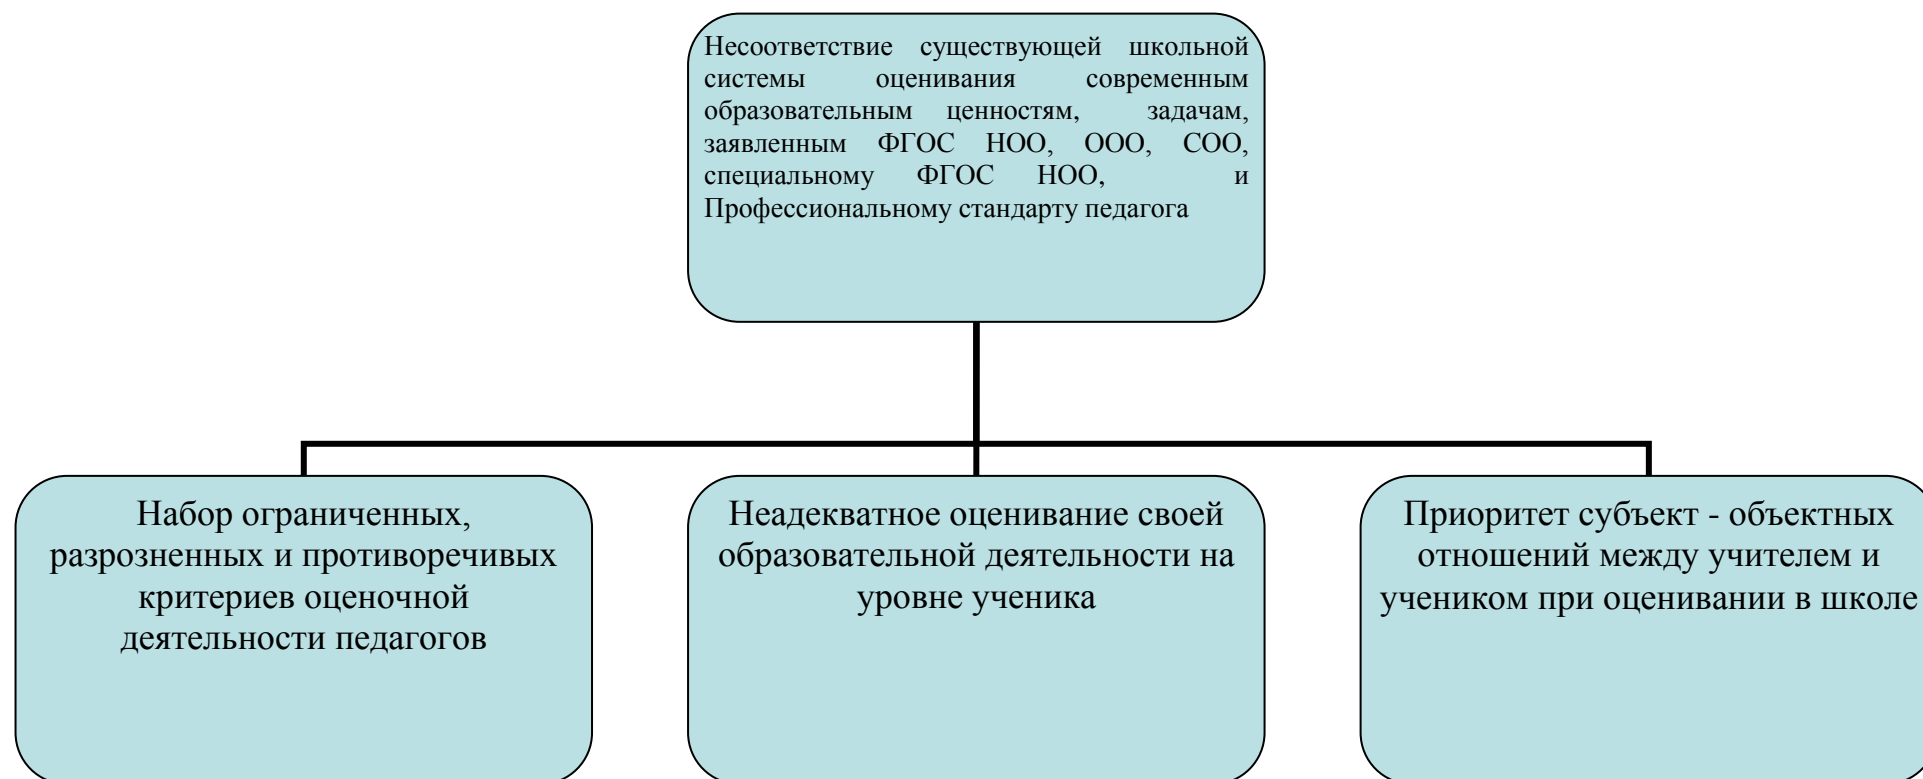 Несоответствие существующей школьной
системы оценивания современным
образовательным ценностям, задачам,
заявленным ФГОС НОО, ООО, СОО,
специальному ФГОС НОО, и
Профессиональному стандарту педагога
Набор ограниченных,
разрозненных и противоречивых
критериев оценочной
деятельности педагогов
Неадекватное оценивание своей
образовательной деятельности на
уровне ученика
Приоритет субъект - объектных
отношений между учителем и
учеником при оценивании в школе